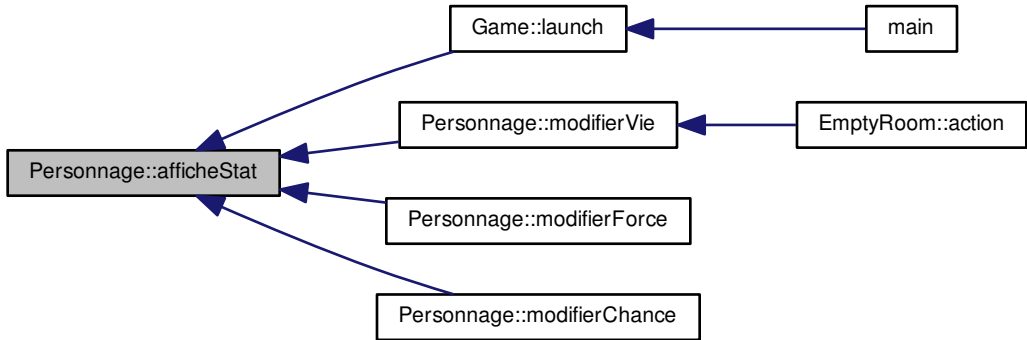 Game::launch
main
Personnage::modifierVie
EmptyRoom::action
Personnage::afficheStat
Personnage::modifierForce
Personnage::modifierChance